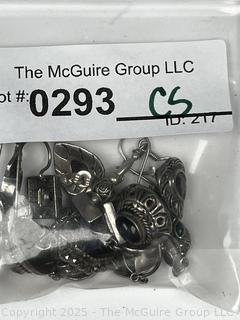 The McGuire Group LLC
ot #: 0293 CS
ID: 217
Copyright 2025 - The McGuire Group LLC